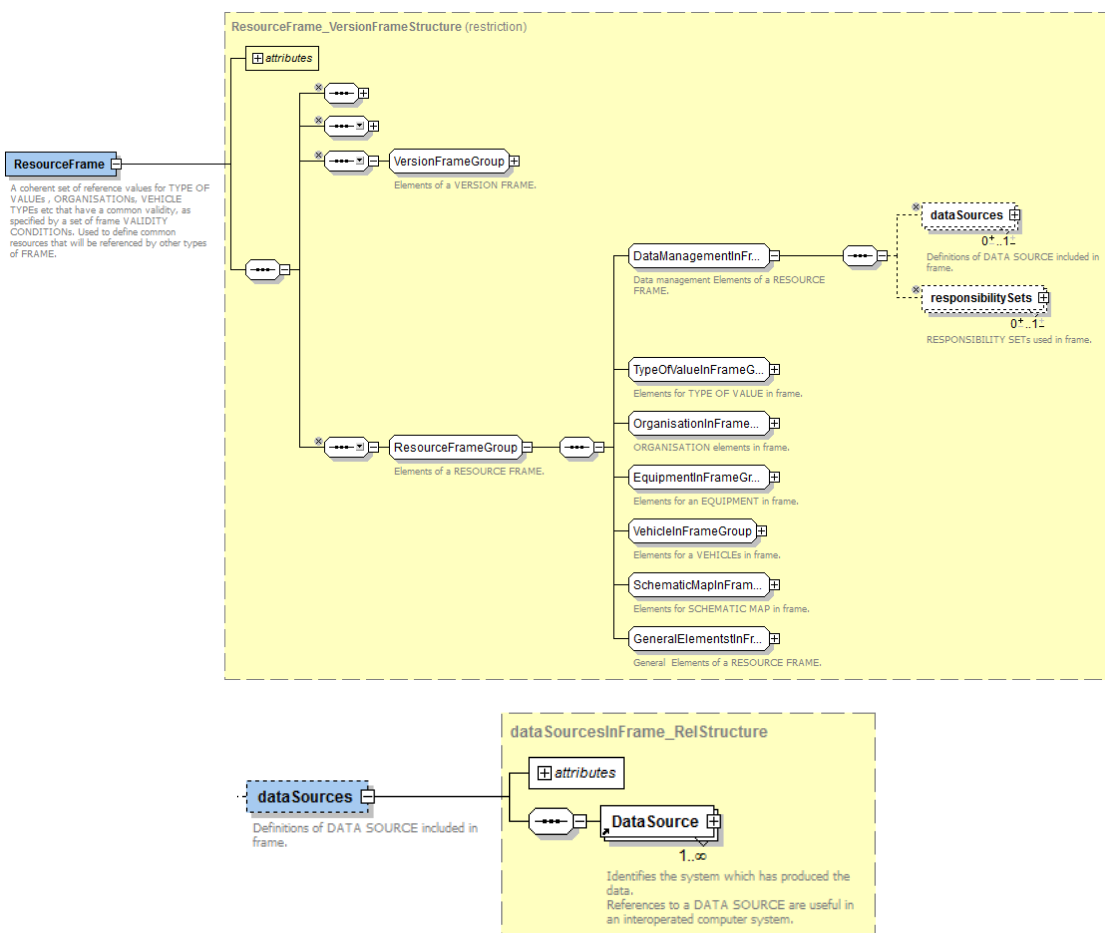 ResourceFrame_VersionFrameStructure (restriction)
attributes
ResourceFrame
A coherent set of reference values for TYPE OF
VALUEs , ORGANISATIONs, VEHICLE
TYPEs etc that have a common validity, as
specified by a set of frame VALIDITY
CONDITIONs. Used to define common
resources that will be referenced by other types
of FRAME.
VersionFrameGroup
Elements of a VERSION FRAME.
dataSources
0..1
Definitions of DATA SOURCE included in
frame.
DataManagementInFr...
Data management Elements of a RESOURCE
FRAME.
responsibilitySets
0..1
RESPONSIBILITY SETs used in frame.
TypeOfValueInFrameG...
Elements for TYPE OF VALUE in frame.
OrganisationInFrame...
ORGANISATION elements in frame.
ResourceFrameGroup
Elements of a RESOURCE FRAME.
EquipmentInFrameGr...
Elements for an EQUIPMENT in frame.
VehicleInFrameGroup
Elements for a VEHICLEs in frame.
SchematicMapInFram...
Elements for SCHEMATIC MAP in frame.
GeneralElementstInFr...
General  Elements of a RESOURCE FRAME.
dataSourcesInFrame_RelStructure
attributes
dataSources
Definitions of DATA SOURCE included in
frame.
DataSource
1..∞
Identifies the system which has produced the
data.
References to a DATA SOURCE are useful in
an interoperated computer system.